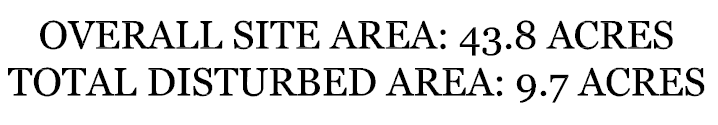 OVERALL SITE AREA: 43.8 ACRES
TOTAL DISTURBED AREA: 9.7 ACRES